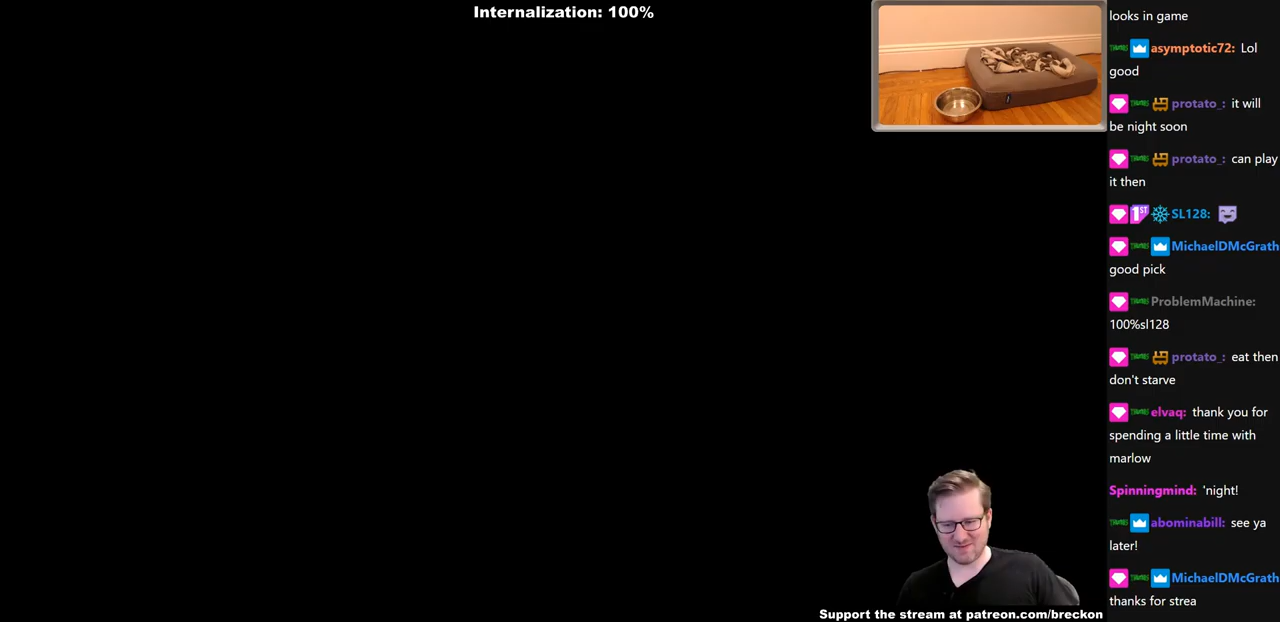 Internalization: 100%
looks in game
asymptotic72: Lol
good
protato_: it will
be night soon
protato_: can play
it then
1ST SL128:
MichaelDMcGrath
good pick
ProblemMachine:
100%sl128
protato_: eat then
don't starve
elvaq: thank you for
spending a little time with
marlow
Spinningmind: 'night!
abominabill: see ya
later!
MichaelDMcGrath
thanks for strea
Support the stream at patreon.com/breckon